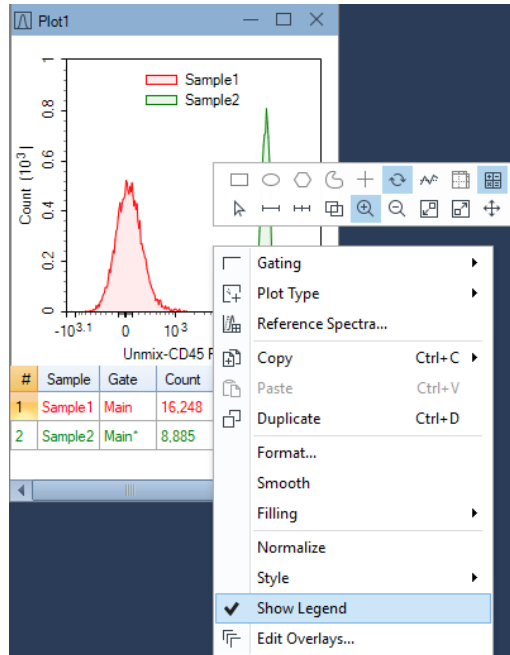 Plot1
Sample1
Sample2
Count [10³]
0.8
0.6
0.4
0.2
0
-10³·¹ 0 10³
Unmix-CD45
# Sample Gate Count
1 Sample1 Main 16,248
2 Sample2 Main* 8,885
Gating
Plot Type
Reference Spectra...
Copy Ctrl+C
Paste Ctrl+V
Duplicate Ctrl+D
Format...
Smooth
Filling
Normalize
Style
Show Legend
Edit Overlays...